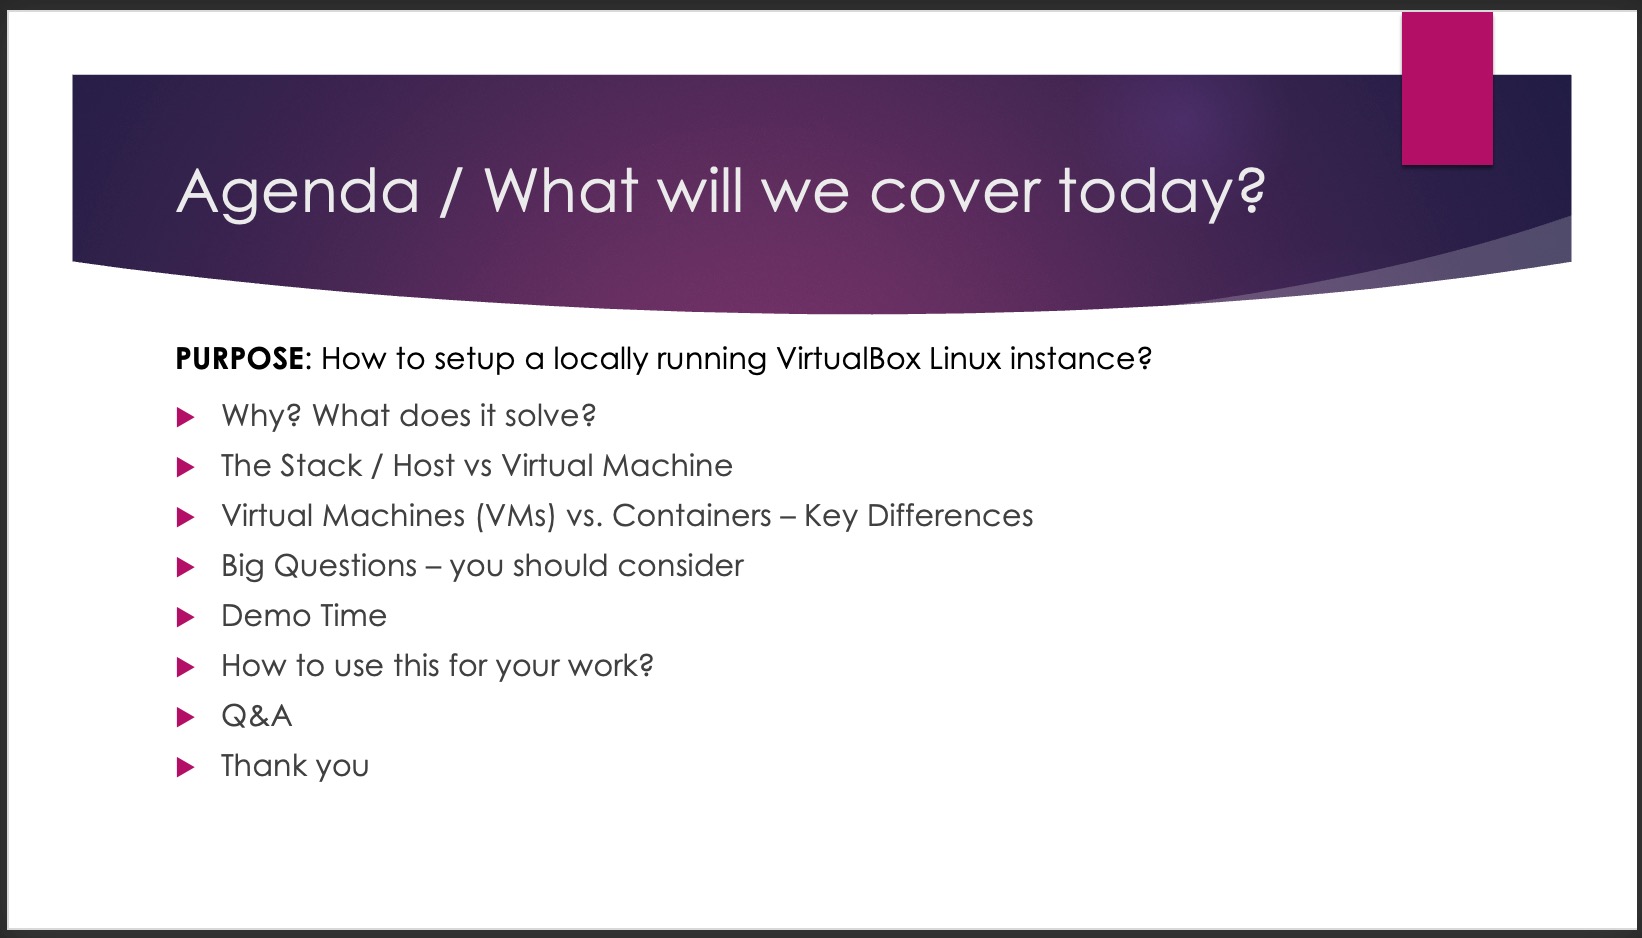 Agenda / What will we cover today?
PURPOSE: How to setup a locally running VirtualBox Linux instance?
Why? What does it solve?
The Stack / Host vs Virtual Machine
Virtual Machines (VMs) vs. Containers – Key Differences
Big Questions – you should consider
Demo Time
How to use this for your work?
Q&A
Thank you